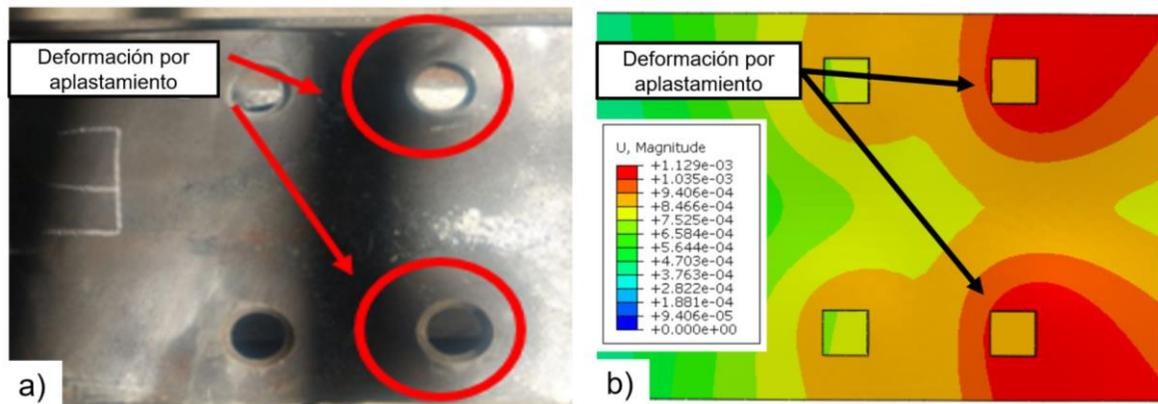 Deformación por
aplastamiento
a)
Deformación por
aplastamiento
U, Magnitude
+1.129e-03
+1.035e-03
+9.406e-04
+8.466e-04
+7.525e-04
+6.584e-04
+5.644e-04
+4.703e-04
+3.763e-04
+2.822e-04
+1.881e-04
+9.406e-05
+0.000e+00
b)